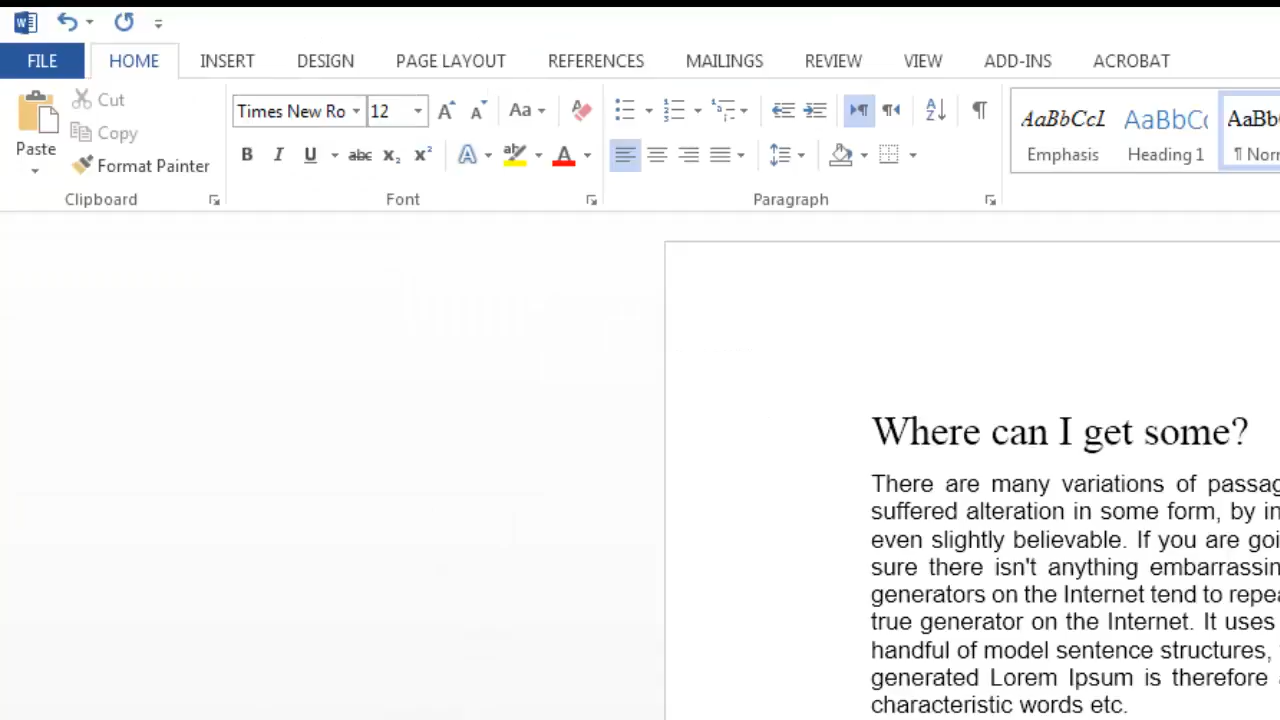 FILE HOME INSERT DESIGN PAGE LAYOUT REFERENCES MAILINGS REVIEW VIEW ADD-INS ACROBAT
Cut
Copy
Format Painter
Paste
Clipboard
Times New Ro 12
Aa
B I U abc x₂ x² A ab A
Font
Paragraph
AaBbCcI AaBbCc AaBb
Emphasis Heading 1 ¶ Nor
Where can I get some?
There are many variations of passag
suffered alteration in some form, by in
even slightly believable. If you are goi
sure there isn't anything embarrassin
generators on the Internet tend to repea
true generator on the Internet. It uses
handful of model sentence structures,
generated Lorem Ipsum is therefore
characteristic words etc.